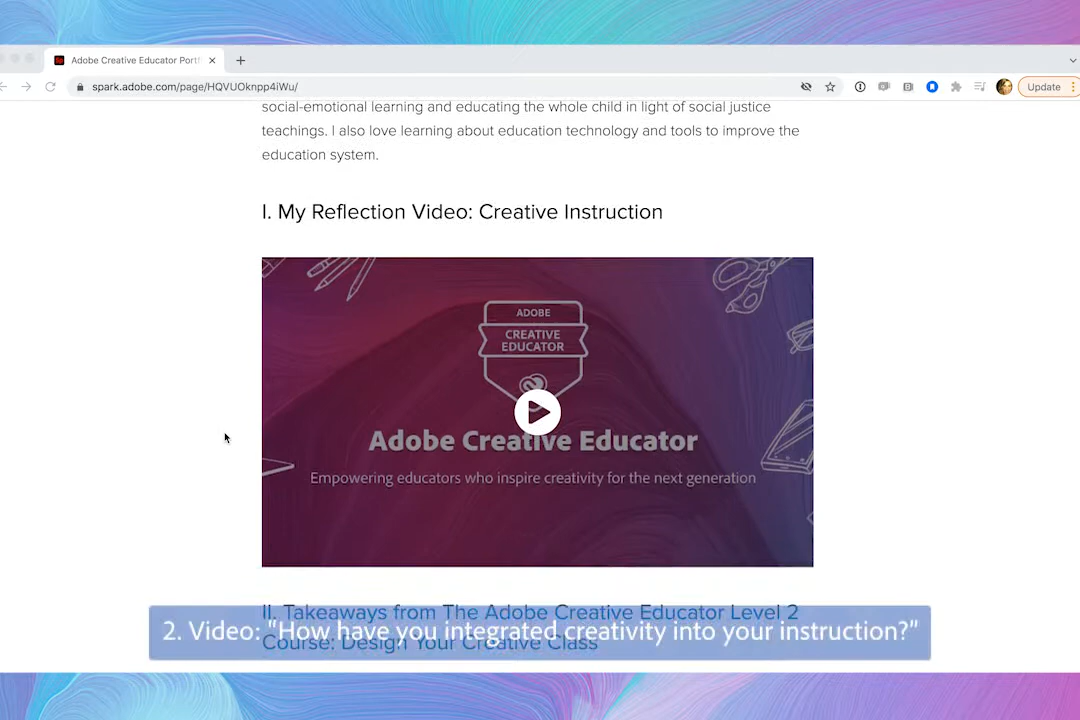 Adobe Creative Educator Portf
spark.adobe.com/page/HQVUOknpp4iWu/
Update
social-emotional learning and educating the whole child in light of social justice
teachings. I also love learning about education technology and tools to improve the
education system.
I. My Reflection Video: Creative Instruction
ADOBE
CREATIVE
EDUCATOR
Adobe Creative Educator
Empowering educators who inspire creativity for the next generation
II. Takeaways from The Adobe Creative Educator Level 2
2. Video: "How have you integrated creativity into your instruction?"
Course: Design Your Creative Class